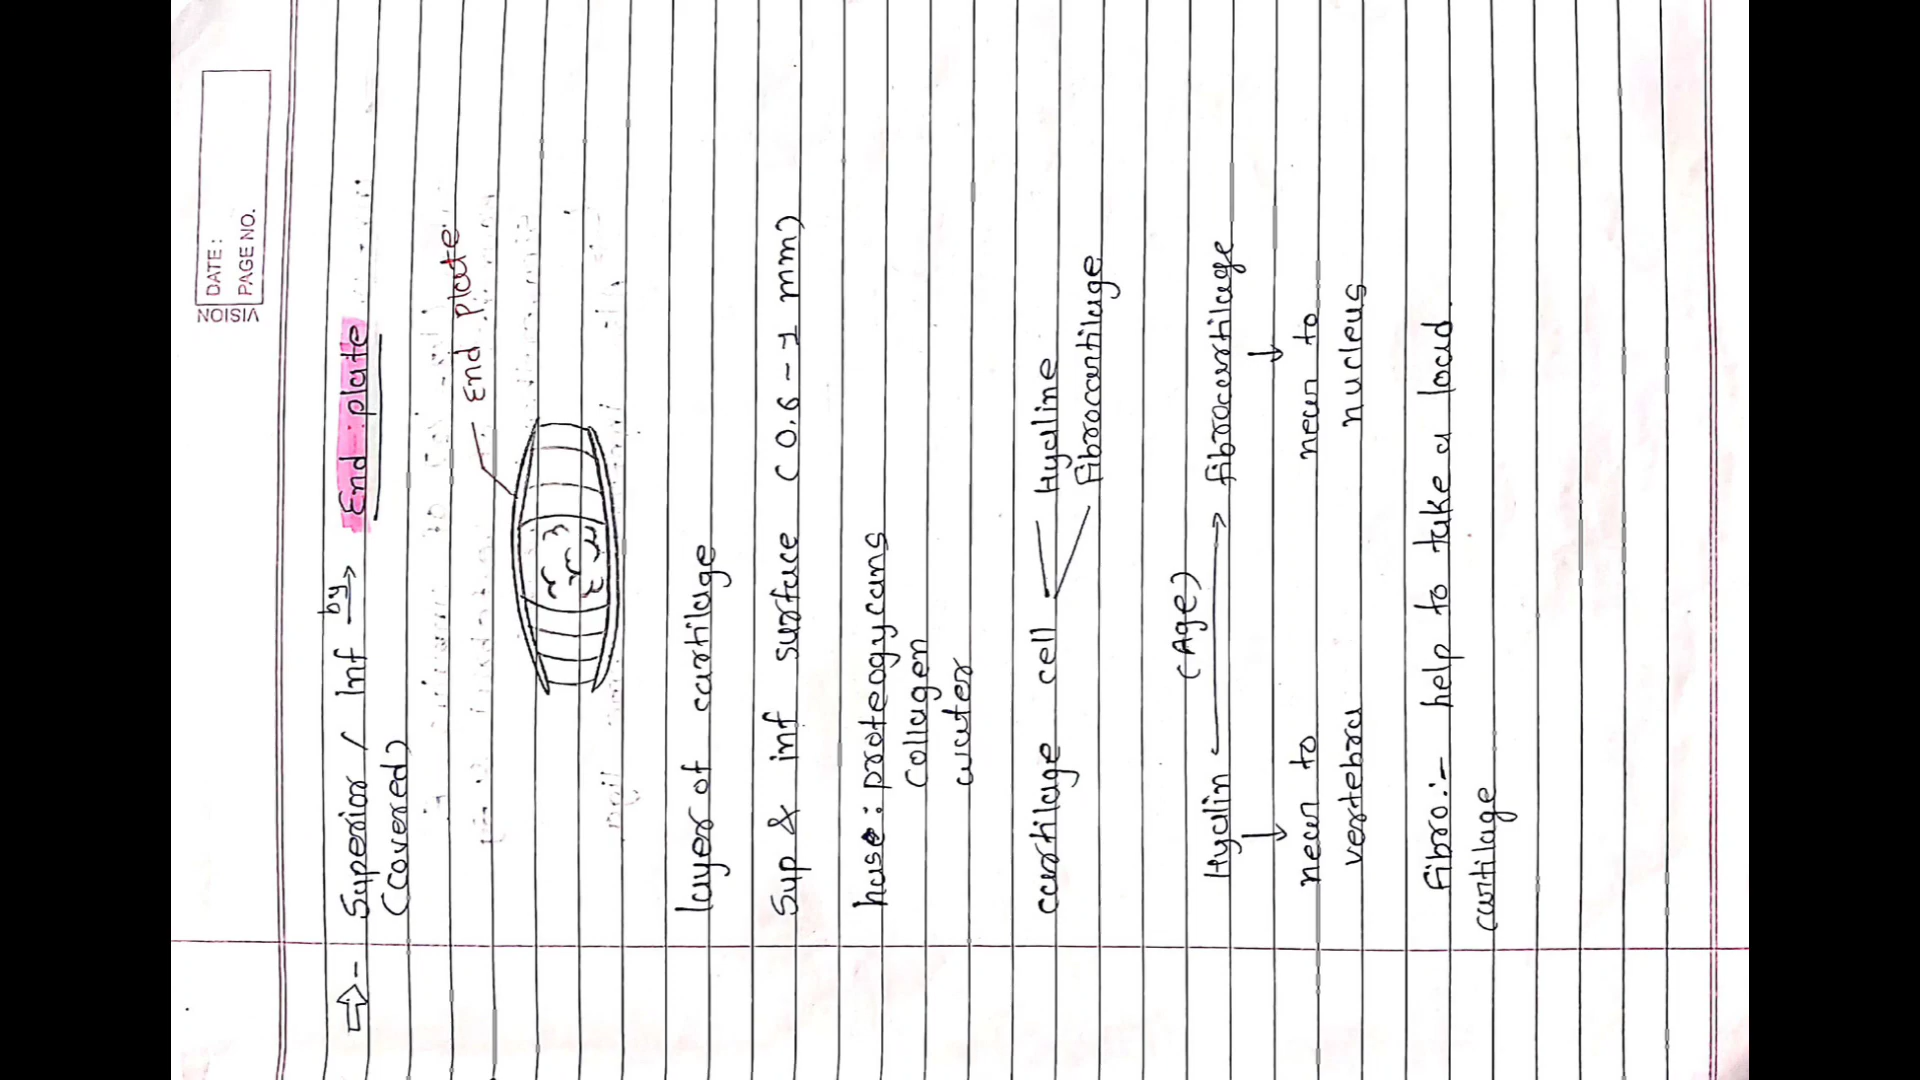 VISION
DATE:
PAGE NO.
⇨- Superior / Inf by→ End plate
(covered)
End plate
layer of cartilage
Sup & inf surface (0.6 - 1 mm)
hase: proteogycans
collagen
water
cartilage cell Hyaline
fibrocartilage
(Age)
Hyalin → fibrocartilage
↓ ↓
near to near to
vertebra nucleus
Fibro:- help to take a load.
cartilage